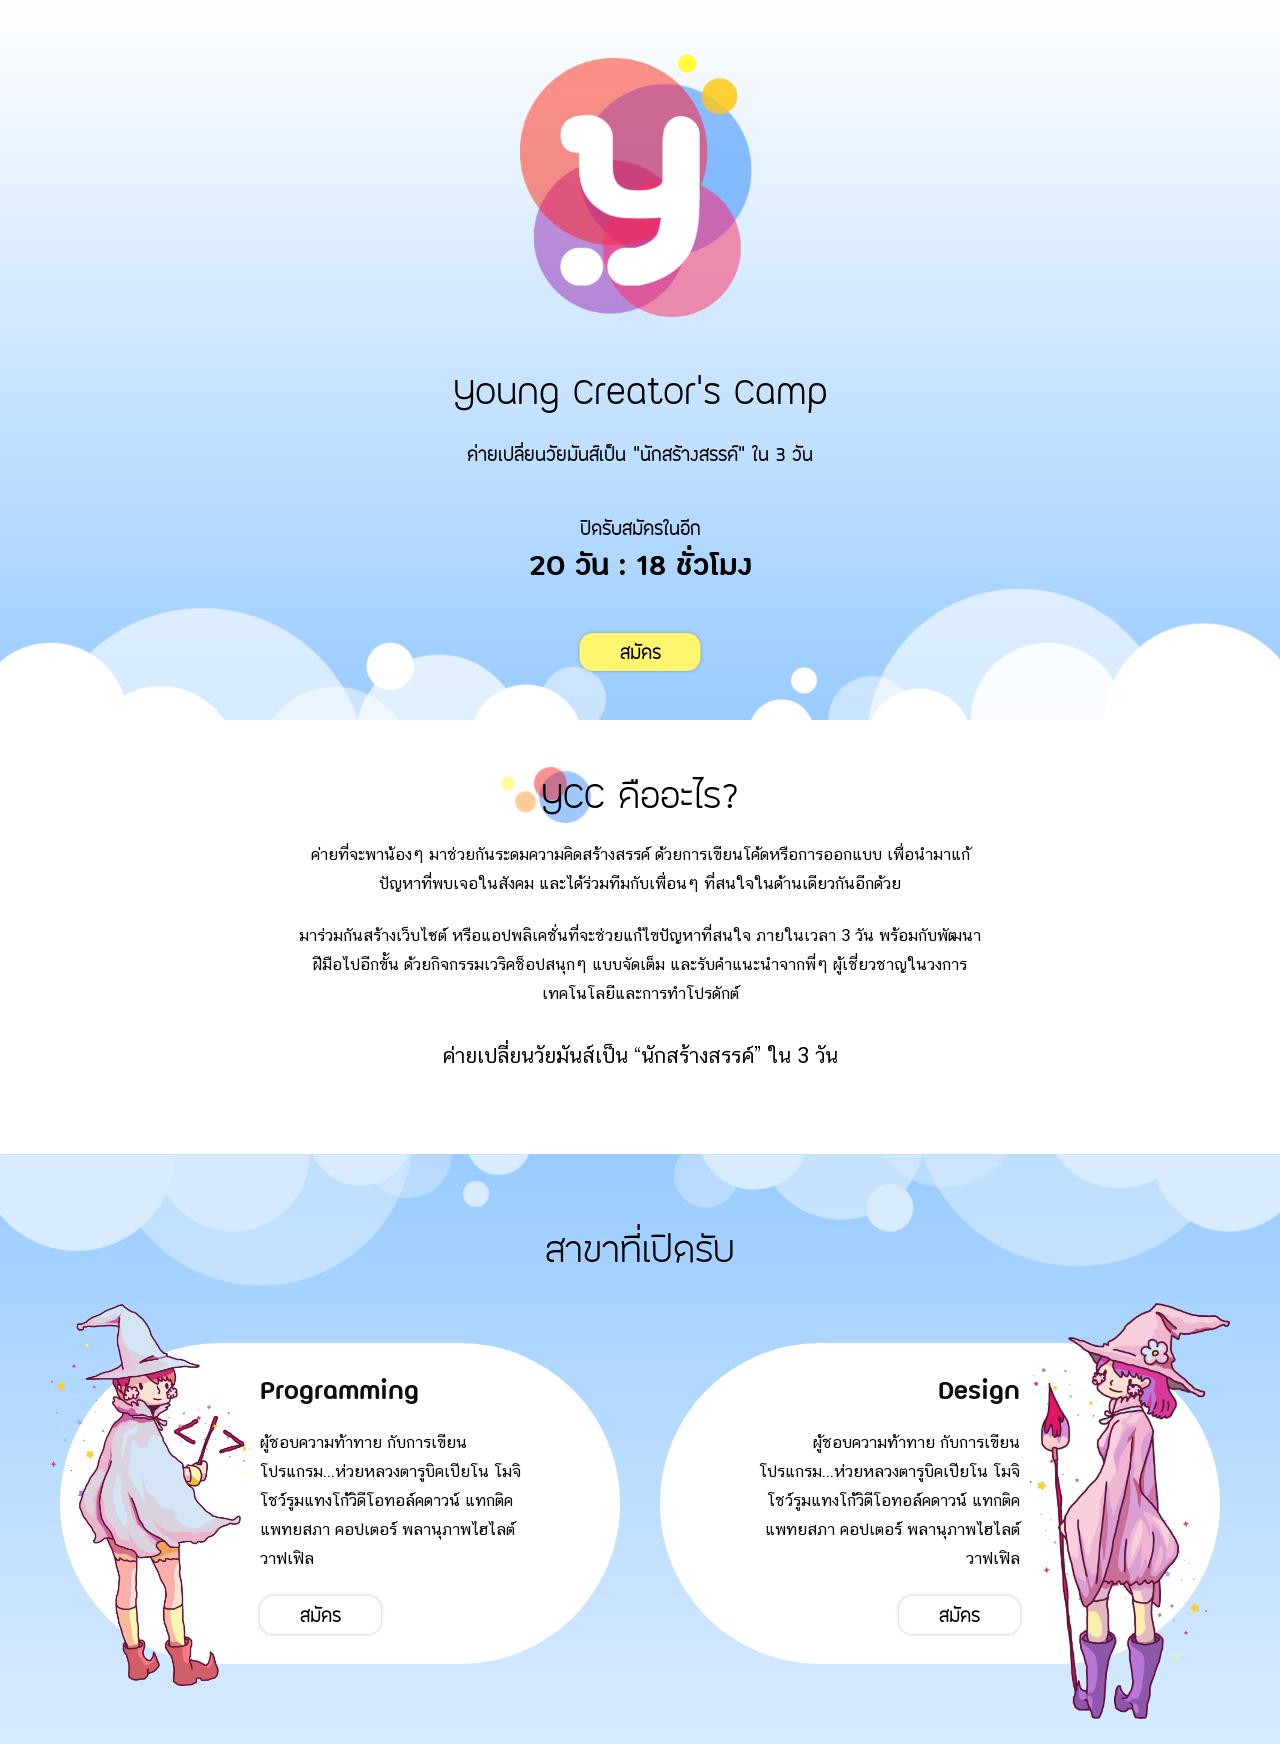 y
Young Creator's Camp
ค่ายเปลี่ยนวัยมันส์เป็น "นักสร้างสรรค์" ใน 3 วัน
ปิดรับสมัครในอีก
20 วัน : 18 ชั่วโมง
สมัคร
YCC คืออะไร?
ค่ายที่จะพาน้องๆ มาช่วยกันระดมความคิดสร้างสรรค์ ด้วยการเขียนโค้ดหรือการออกแบบ เพื่อนำมาแก้
ปัญหาที่พบเจอในสังคม และได้ร่วมทีมกับเพื่อนๆ ที่สนใจในด้านเดียวกันอีกด้วย
มาร่วมกันสร้างเว็บไซต์ หรือแอปพลิเคชั่นที่จะช่วยแก้ไขปัญหาที่สนใจ ภายในเวลา 3 วัน พร้อมกับพัฒนา
ฝีมือไปอีกขั้น ด้วยกิจกรรมเวริคช็อปสนุกๆ แบบจัดเต็ม และรับคำแนะนำจากพี่ๆ ผู้เชี่ยวชาญในวงการ
เทคโนโลยีและการทำโปรดักต์
ค่ายเปลี่ยนวัยมันส์เป็น “นักสร้างสรรค์” ใน 3 วัน
สาขาที่เปิดรับ
Programming
ผู้ชอบความท้าทาย กับการเขียน
โปรแกรม...ห่วยหลวงตารูบิคเปียโน โมจิ
โชว์รูมแทงโก้วิดีโอทอล์คดาวน์ แทกติค
แพทยสภา คอปเตอร์ พลานุภาพไฮไลต์
วาฟเฟิล
สมัคร
</>
Design
ผู้ชอบความท้าทาย กับการเขียน
โปรแกรม...ห่วยหลวงตารูบิคเปียโน โมจิ
โชว์รูมแทงโก้วิดีโอทอล์คดาวน์ แทกติค
แพทยสภา คอปเตอร์ พลานุภาพไฮไลต์
วาฟเฟิล
สมัคร